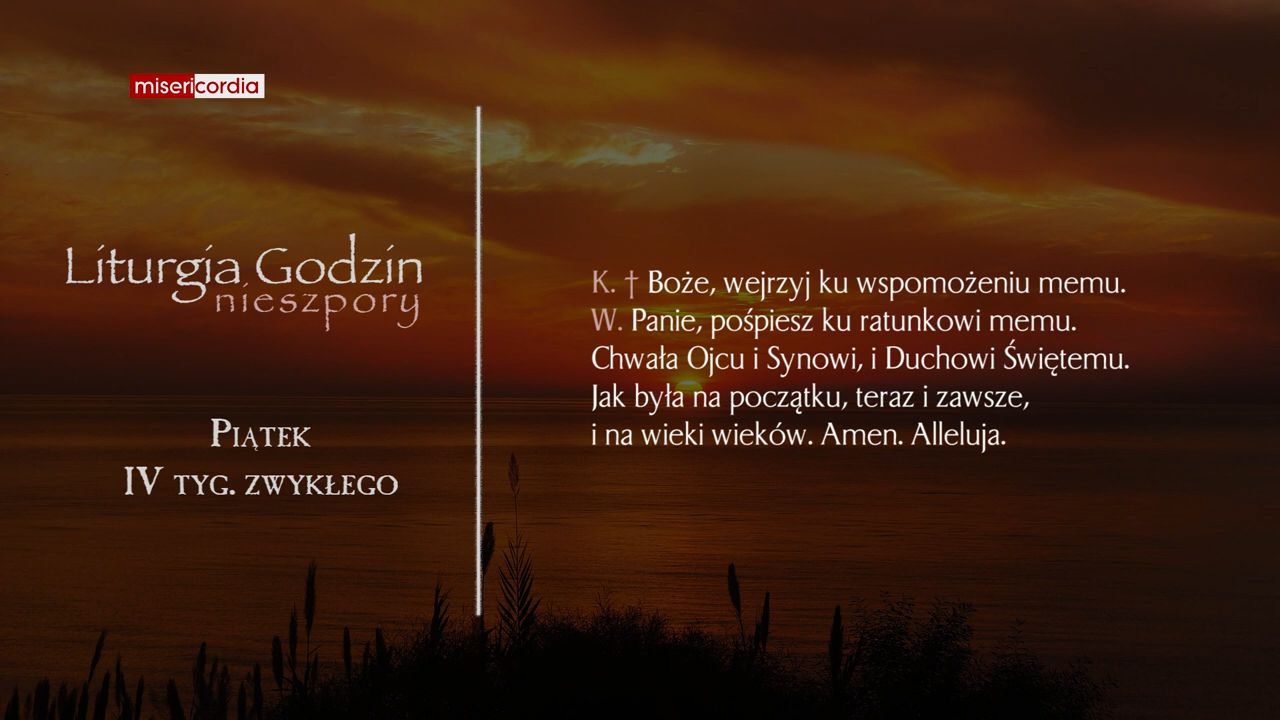 misericordia
Liturgia Godzin
nieszpory
Piątek
IV tyg. zwykłego
K. † Boże, wejrzyj ku wspomożeniu memu.
W. Panie, pośpiesz ku ratunkowi memu.
Chwała Ojcu i Synowi, i Duchowi Świętemu.
Jak była na początku, teraz i zawsze,
i na wieki wieków. Amen. Alleluja.